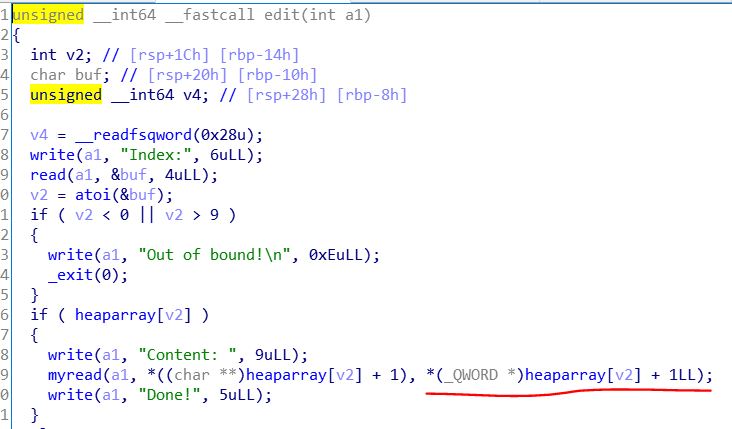 1 unsigned __int64 __fastcall edit(int a1)
2 {
3 int v2; // [rsp+1Ch] [rbp-14h]
4 char buf; // [rsp+20h] [rbp-10h]
5 unsigned __int64 v4; // [rsp+28h] [rbp-8h]
6
7 v4 = __readfsqword(0x28u);
8 write(a1, "Index:", 6uLL);
9 read(a1, &buf, 4uLL);
0 v2 = atoi(&buf);
1 if ( v2 < 0 || v2 > 9 )
2 {
3 write(a1, "Out of bound!\n", 0xEuLL);
4 _exit(0);
5 }
6 if ( heaparray[v2] )
7 {
8 write(a1, "Content: ", 9uLL);
9 myread(a1, *((char **)heaparray[v2] + 1), *(_QWORD *)heaparray[v2] + 1LL);
0 write(a1, "Done!", 5uLL);
1 }